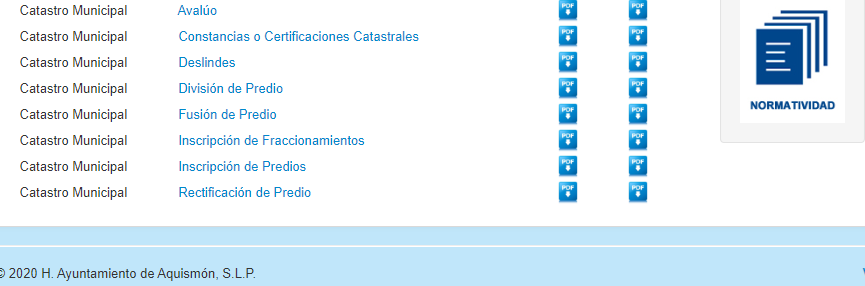 Catastro Municipal Avalúo PDF PDF
Catastro Municipal Constancias o Certificaciones Catastrales PDF PDF
Catastro Municipal Deslindes PDF PDF
Catastro Municipal División de Predio PDF PDF
Catastro Municipal Fusión de Predio PDF PDF
Catastro Municipal Inscripción de Fraccionamientos PDF PDF
Catastro Municipal Inscripción de Predios PDF PDF
Catastro Municipal Rectificación de Predio PDF PDF
NORMATIVIDAD
© 2020 H. Ayuntamiento de Aquismón, S.L.P.